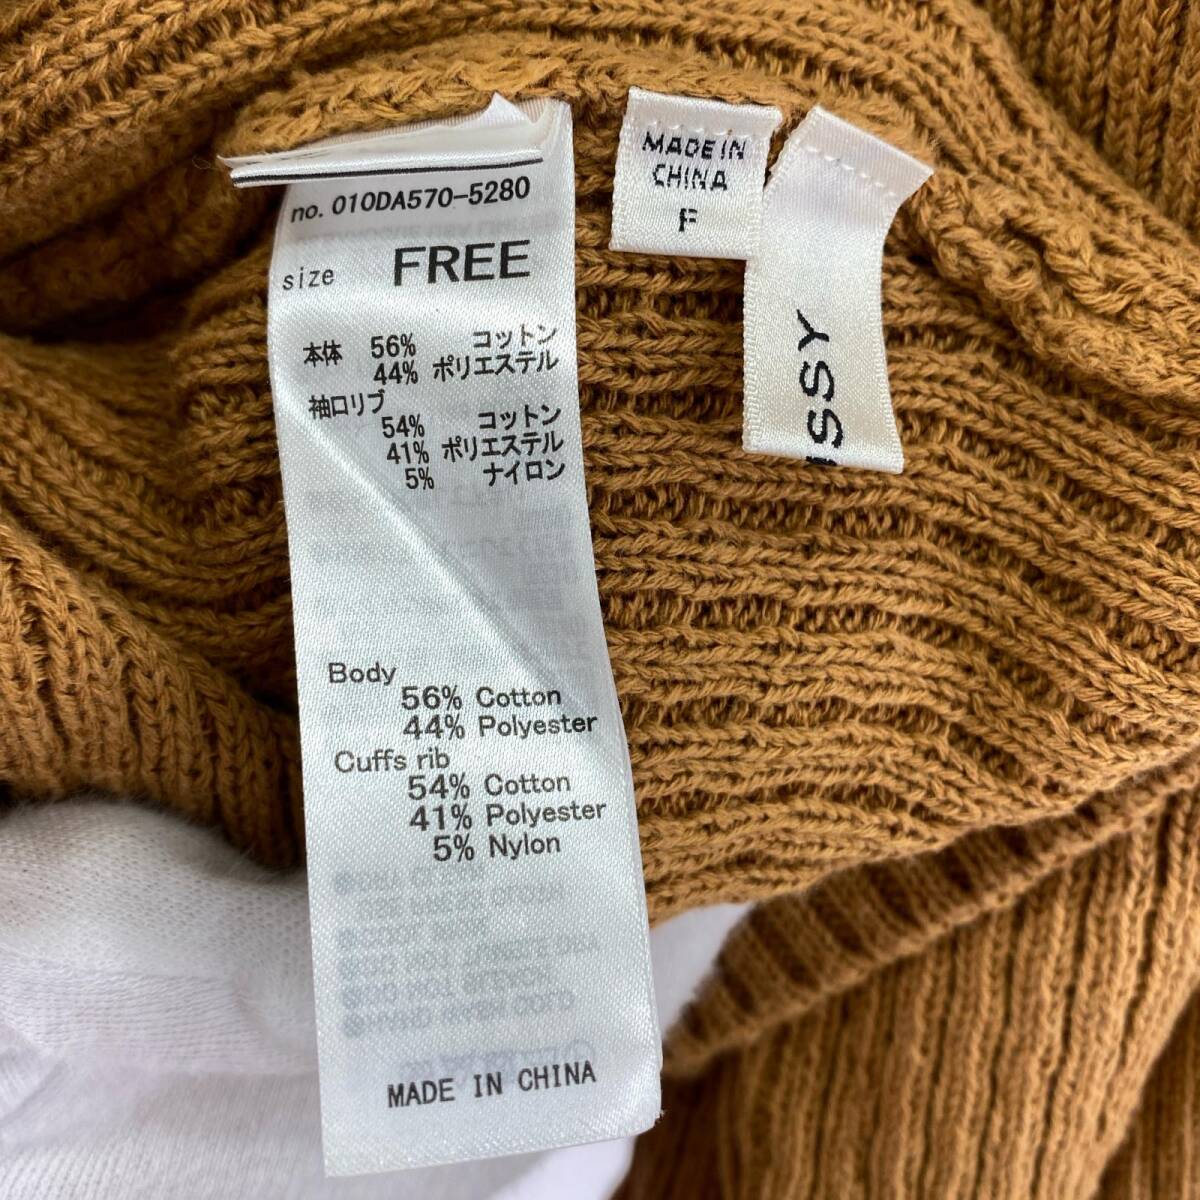 no. 010DA570-5280
size FREE
本体 56% コットン
44% ポリエステル
袖口リブ
54% コットン
41% ポリエステル
5% ナイロン
Body
56% Cotton
44% Polyester
Cuffs rib
54% Cotton
41% Polyester
5% Nylon
MADE IN CHINA
MADE IN
CHINA
F
SSY